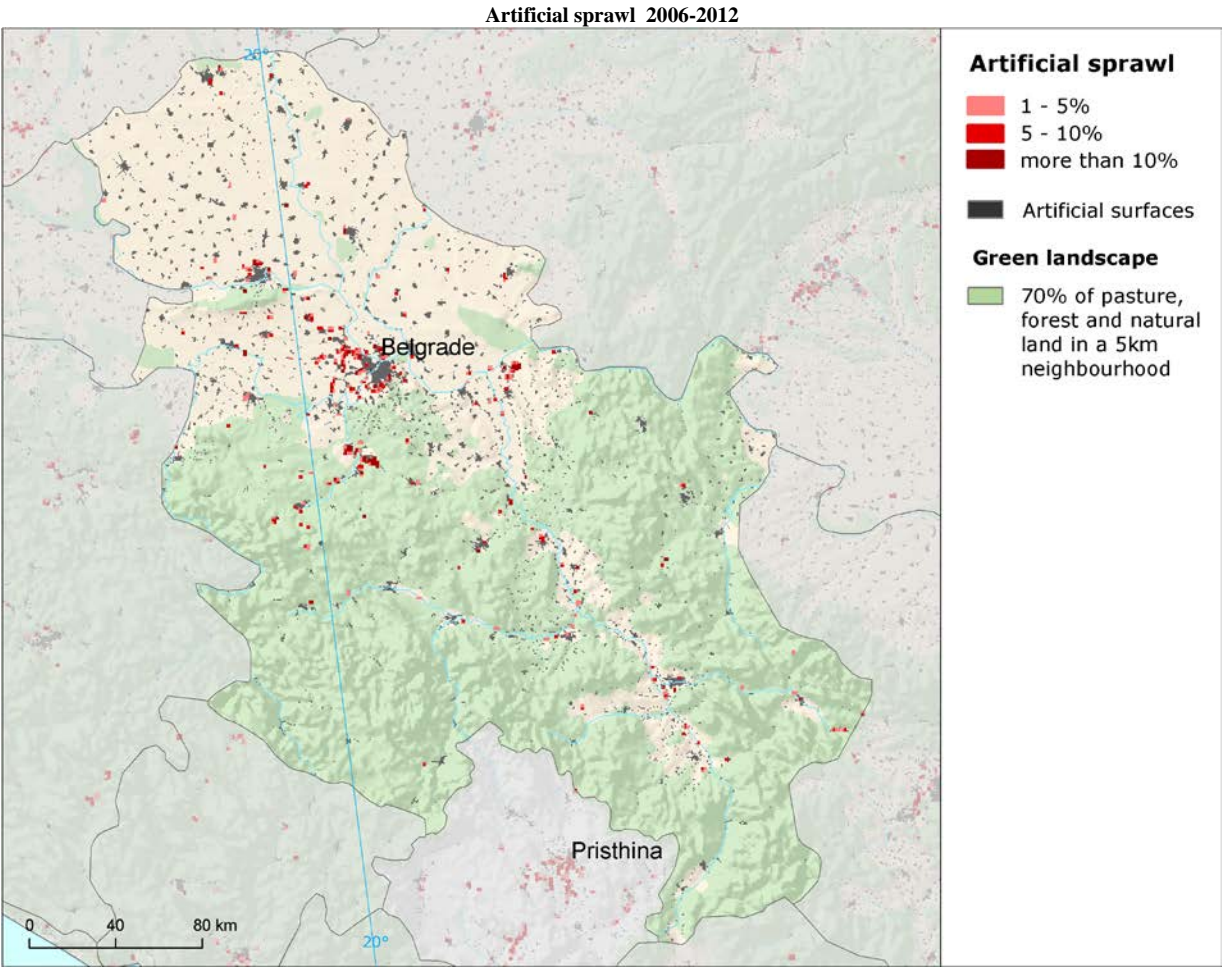 Artificial sprawl 2006-2012
25°
Belgrade
Pristhina
0 40 80 km
20°
Artificial sprawl
1 - 5%
5 - 10%
more than 10%
Artificial surfaces
Green landscape
70% of pasture,
forest and natural
land in a 5km
neighbourhood